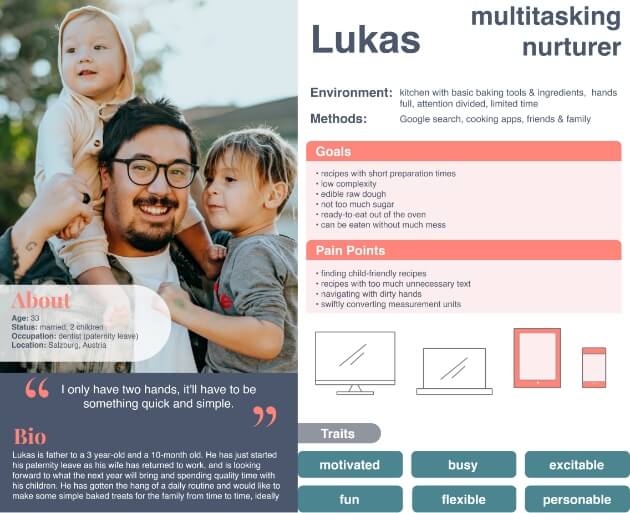 Lukas
multitasking
nurturer
Environment: kitchen with basic baking tools & ingredients, hands
full, attention divided, limited time
Methods: Google search, cooking apps, friends & family
Goals
• recipes with short preparation times
• low complexity
• edible raw dough
• not too much sugar
• ready-to-eat out of the oven
• can be eaten without much mess
Pain Points
• finding child-friendly recipes
• recipes with too much unnecessary text
• navigating with dirty hands
• swiftly converting measurement units
About
Age: 33
Status: married, 2 children
Occupation: dentist (paternity leave)
Location: Salzburg, Austria
“ I only have two hands, it'll have to be
something quick and simple. ”
Bio
Lukas is father to a 3 year-old and a 10-month old. He has just started
his paternity leave as his wife has returned to work, and is looking
forward to what the next year will bring and spending quality time with
his children. He has gotten the hang of a daily routine and would like to
make some simple baked treats for the family from time to time, ideally
Traits
motivated
busy
excitable
fun
flexible
personable